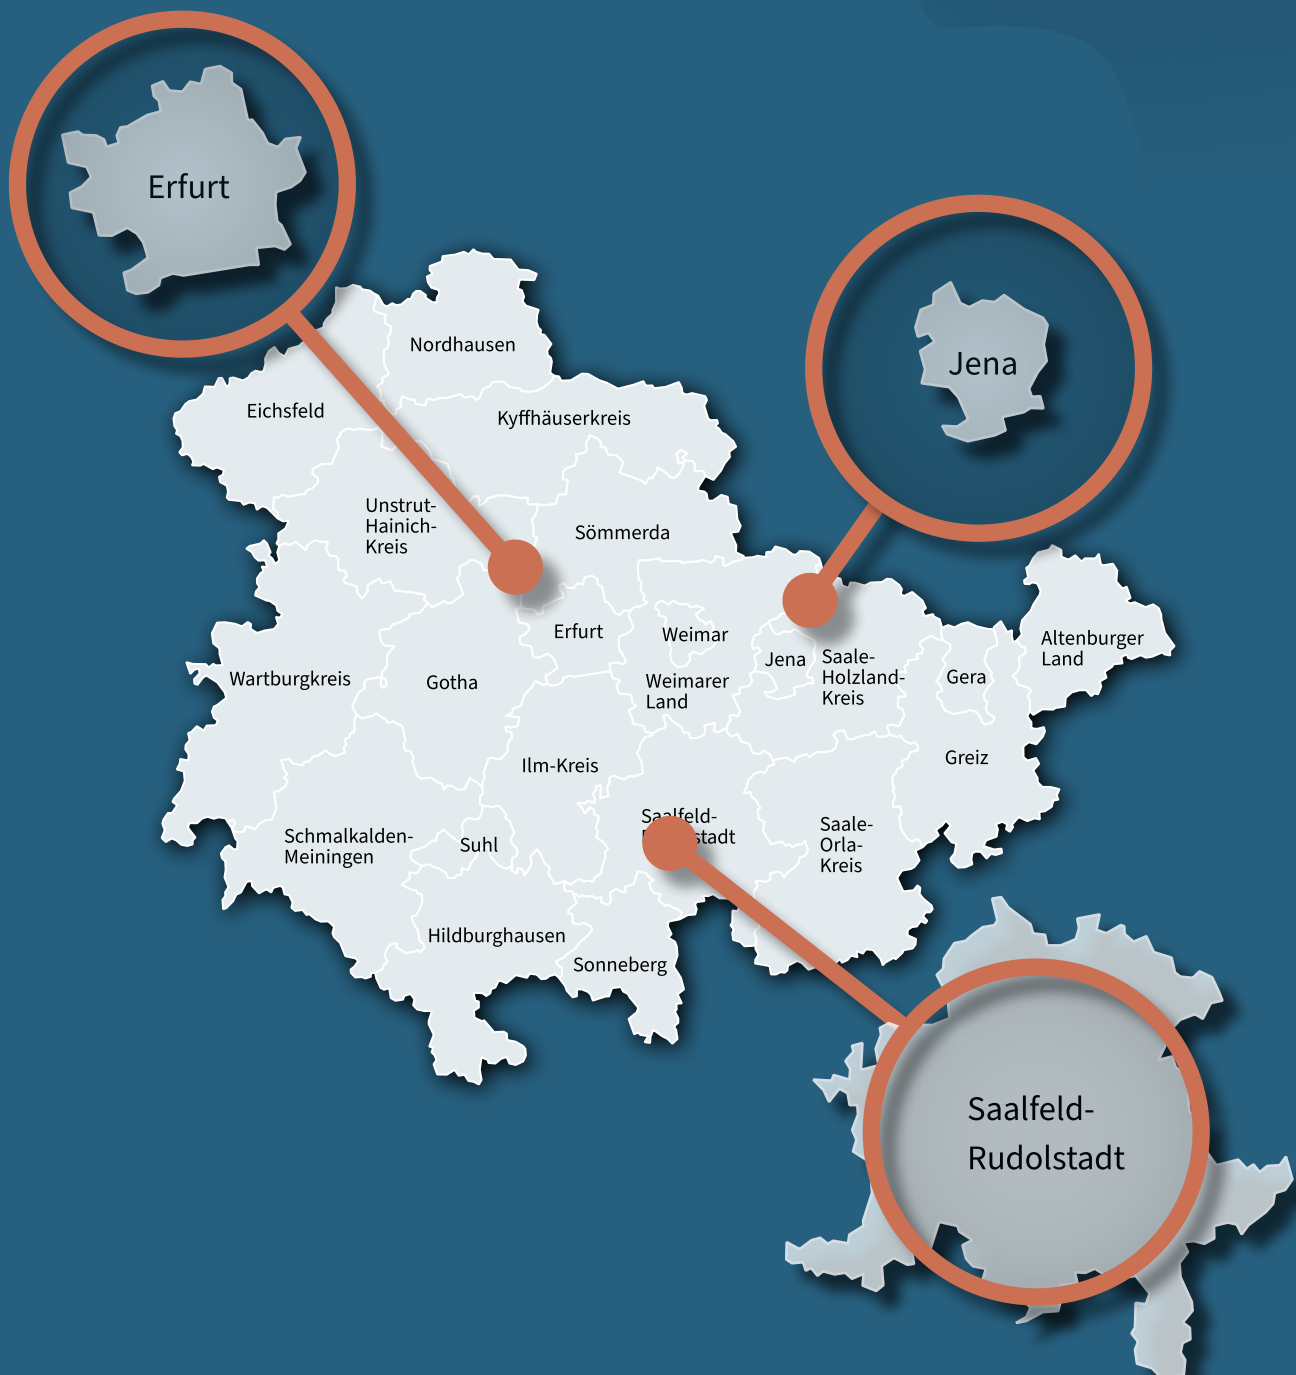 Erfurt
Jena
Nordhausen
Eichsfeld
Kyffhäuserkreis
Unstrut-
Hainich-
Kreis
Sömmerda
Erfurt
Weimar
Jena
Saale-
Holzland-
Kreis
Gera
Altenburger
Land
Wartburgkreis
Gotha
Weimarer
Land
Ilm-Kreis
Greiz
Saalfeld-
Schmalkalden-
Meiningen
Suhl
Saale-
Orla-
Kreis
Hildburghausen
Sonneberg
Saalfeld-
Rudolstadt